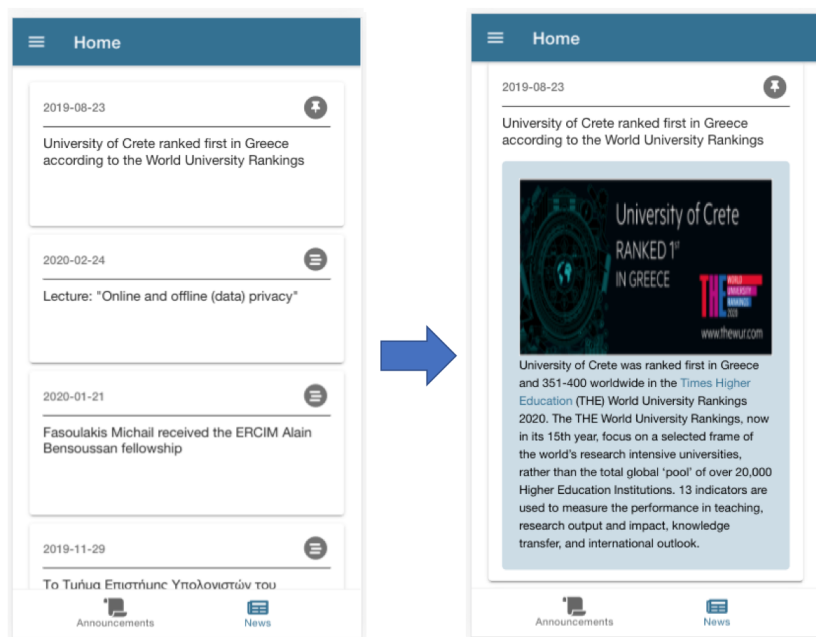 Home
2019-08-23
University of Crete ranked first in Greece
according to the World University Rankings
2020-02-24
Lecture: "Online and offline (data) privacy"
2020-01-21
Fasoulakis Michail received the ERCIM Alain
Bensoussan fellowship
2019-11-29
Το Τμήμα Επιστήμης Υπολογιστών του
Announcements
News
Home
2019-08-23
University of Crete ranked first in Greece
according to the World University Rankings
University of Crete
RANKED 1ST
IN GREECE
THE WORLD
UNIVERSITY
RANKINGS
2020
www.thewur.com
University of Crete was ranked first in Greece
and 351-400 worldwide in the Times Higher
Education (THE) World University Rankings
2020. The THE World University Rankings, now
in its 15th year, focus on a selected frame of
the world's research intensive universities,
rather than the total global 'pool' of over 20,000
Higher Education Institutions. 13 indicators are
used to measure the performance in teaching,
research output and impact, knowledge
transfer, and international outlook.
Announcements
News